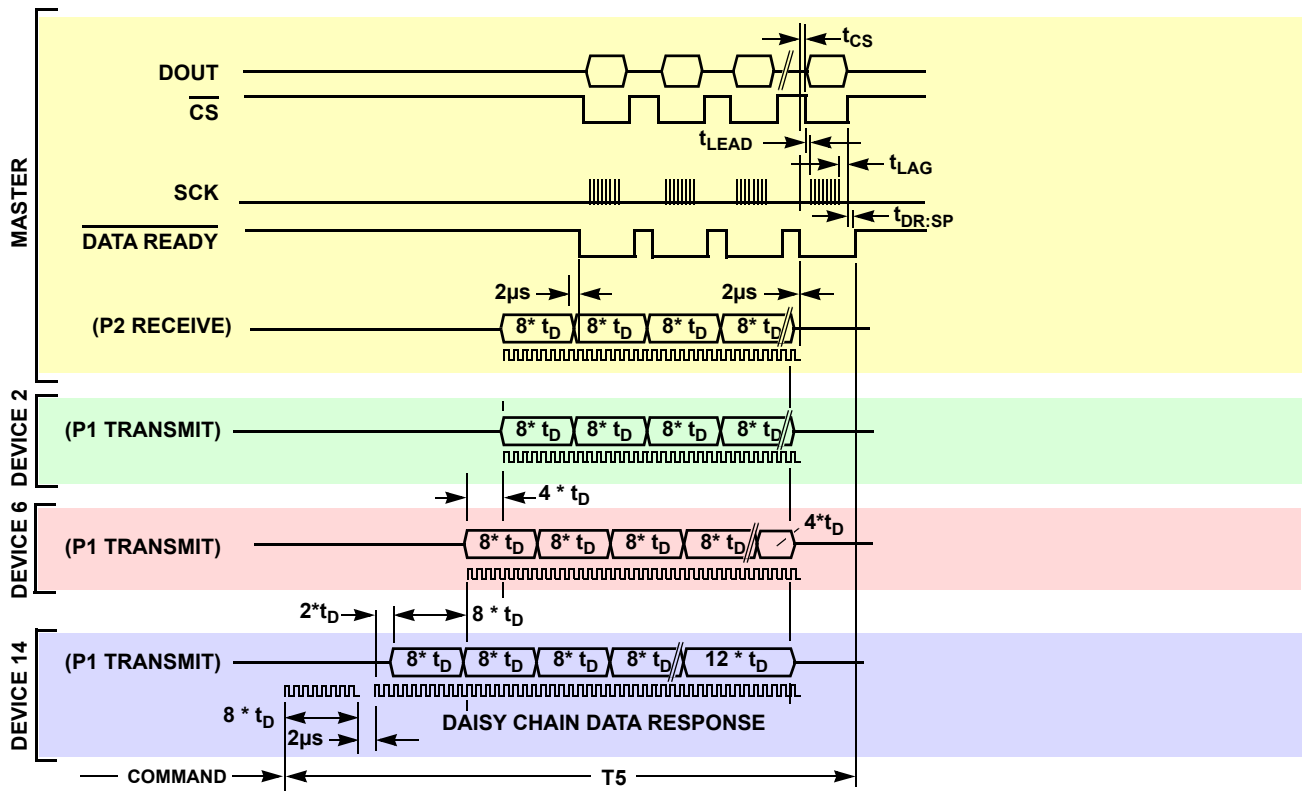 MASTER
DOUT
CS
SCK
DATA READY
(P2 RECEIVE)
tCS
tLEAD
tLAG
tDR:SP
2µs
2µs
8* tD 8* tD 8* tD 8* tD
DEVICE 2
(P1 TRANSMIT)
8* tD 8* tD 8* tD 8* tD
4 * tD
DEVICE 6
(P1 TRANSMIT)
8* tD 8* tD 8* tD 8* tD
4*tD
2*tD
8 * tD
DEVICE 14
(P1 TRANSMIT)
8* tD 8* tD 8* tD 8* tD 12 * tD
8 * tD
DAISY CHAIN DATA RESPONSE
2µs
COMMAND
T5